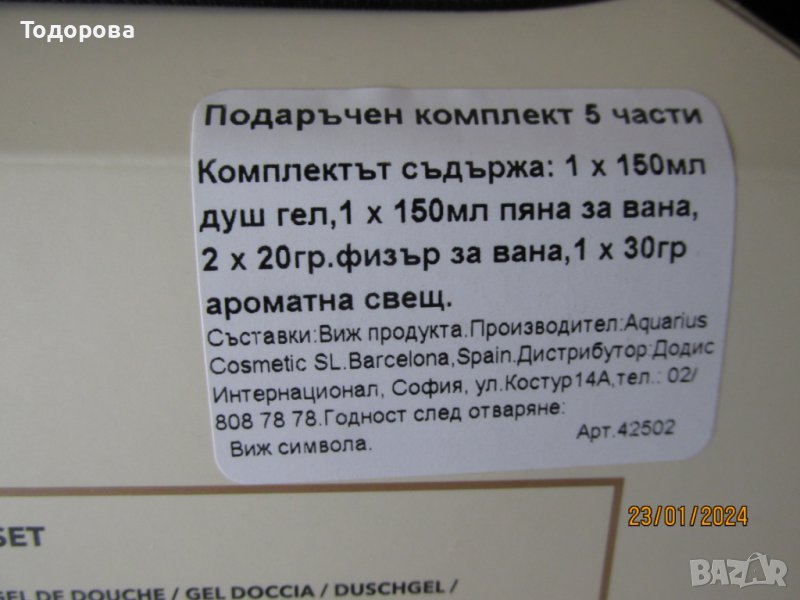 Тодорова
Подаръчен комплект 5 части
Комплектът съдържа: 1 х 150мл
душ гел,1 х 150мл пяна за вана,
2 х 20гр.физър за вана,1 х 30гр
ароматна свещ.
Съставки:Виж продукта.Производител:Aquarius
Cosmetic SL.Barcelona,Spain.Дистрибутор:Додис
Интернационал, София, ул.Костур14А,тел.: 02/
808 78 78.Годност след отваряне:
Виж символа.
Арт.42502
SET
23/01/2024
GEL DE DOUCHE / GEL DOCCIA / DUSCHGEL /
BAZAR